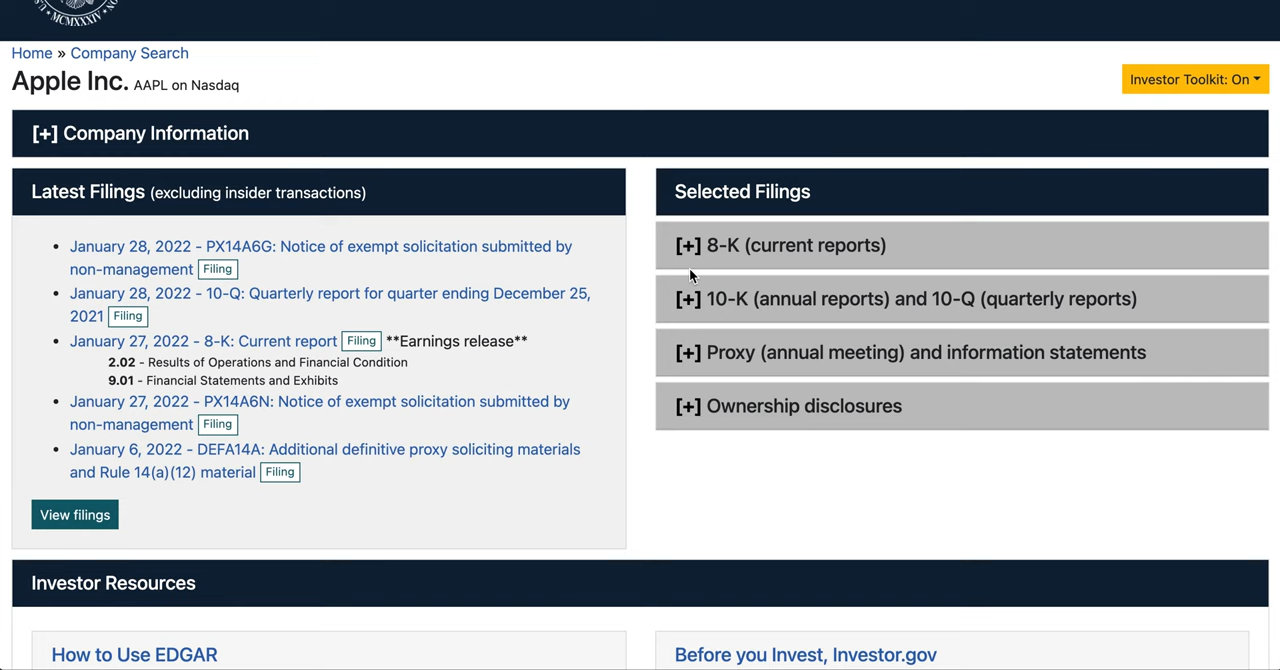 MCMXXXIV
Home » Company Search
Apple Inc. AAPL on Nasdaq
Investor Toolkit: On
[+] Company Information
Latest Filings (excluding insider transactions)
January 28, 2022 - PX14A6G: Notice of exempt solicitation submitted by
non-management Filing
January 28, 2022 - 10-Q: Quarterly report for quarter ending December 25,
2021 Filing
January 27, 2022 - 8-K: Current report Filing **Earnings release**
2.02 - Results of Operations and Financial Condition
9.01 - Financial Statements and Exhibits
January 27, 2022 - PX14A6N: Notice of exempt solicitation submitted by
non-management Filing
January 6, 2022 - DEFA14A: Additional definitive proxy soliciting materials
and Rule 14(a)(12) material Filing
View filings
Selected Filings
[+] 8-K (current reports)
[+] 10-K (annual reports) and 10-Q (quarterly reports)
[+] Proxy (annual meeting) and information statements
[+] Ownership disclosures
Investor Resources
How to Use EDGAR
Before you Invest, Investor.gov